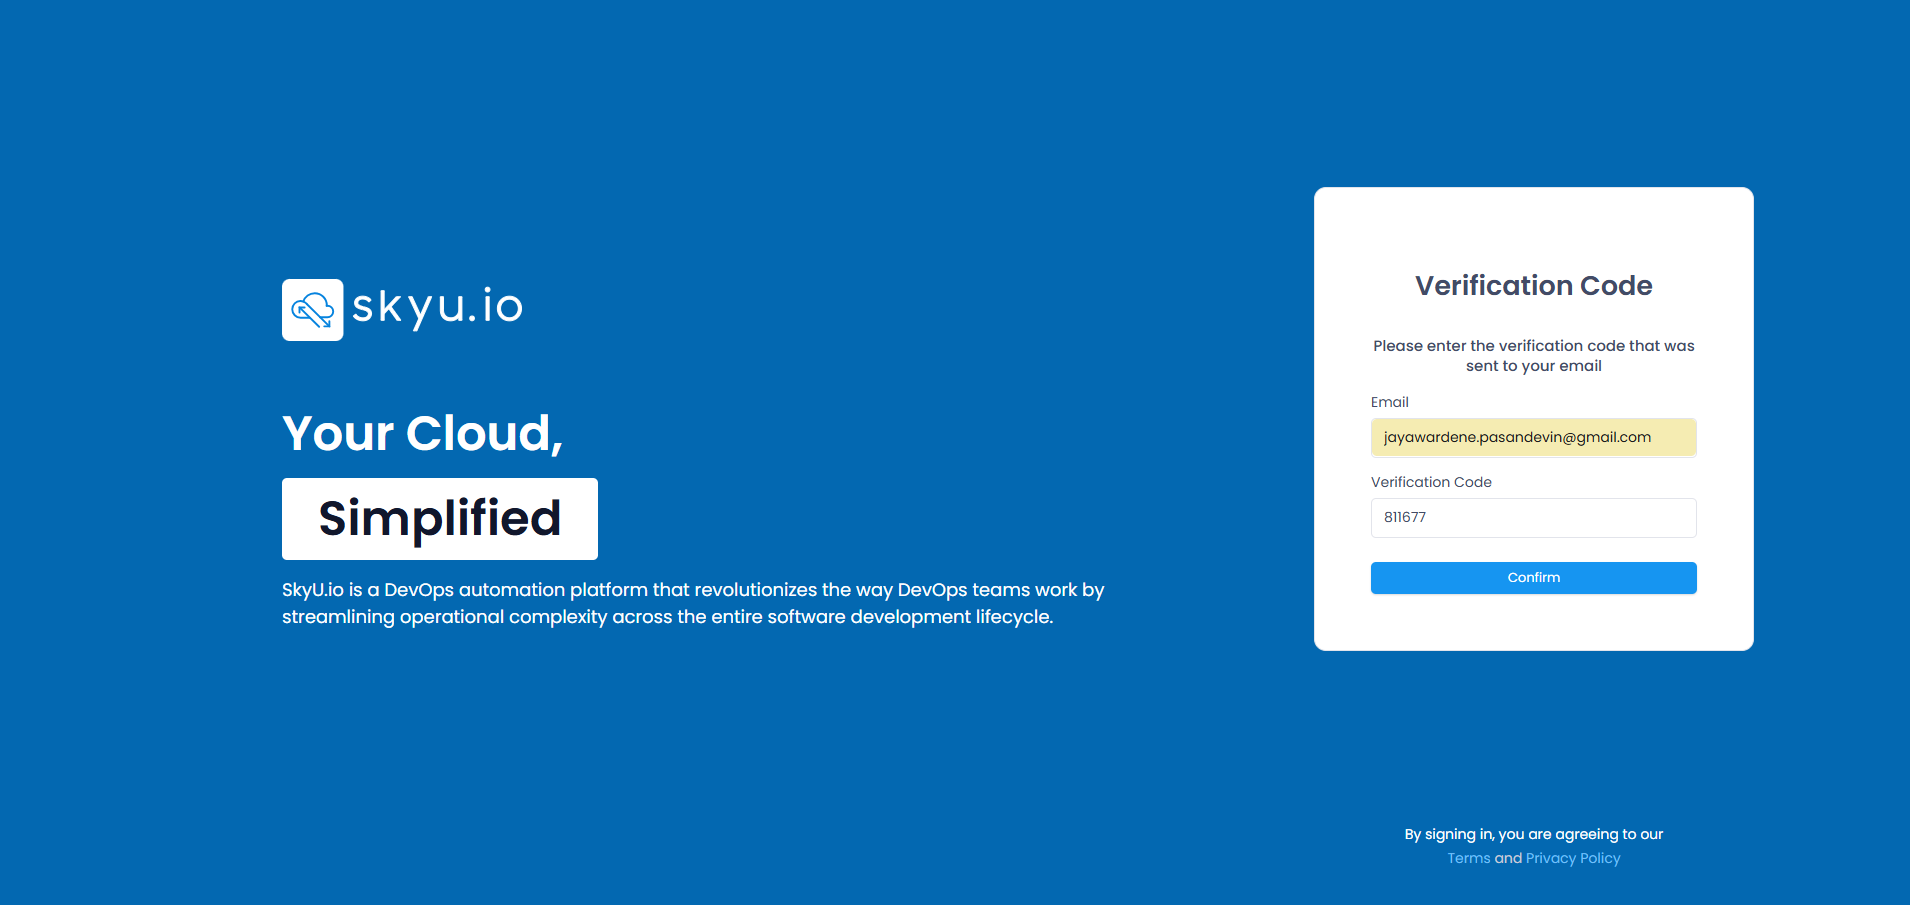 skyu.io
Your Cloud,
Simplified
SkyU.io is a DevOps automation platform that revolutionizes the way DevOps teams work by
streamlining operational complexity across the entire software development lifecycle.
Verification Code
Please enter the verification code that was
sent to your email
Email
jayawardene.pasandevin@gmail.com
Verification Code
811677
Confirm
By signing in, you are agreeing to our
Terms and Privacy Policy